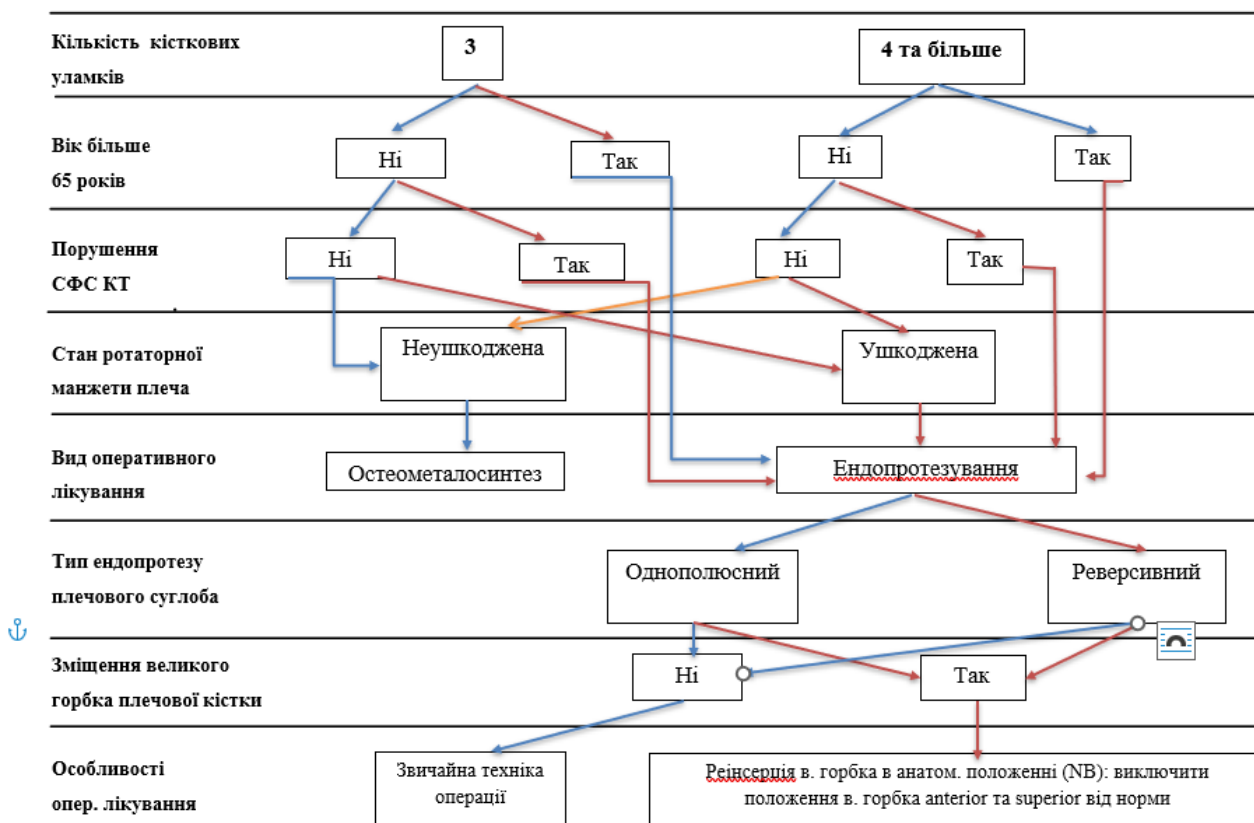 Кількість кісткових
уламків
3
4 та більше
Вік більше
65 років
Ні
Так
Ні
Так
Порушення
СФС КТ
Ні
Так
Ні
Так
Стан ротаторної
манжети плеча
Неушкоджена
Ушкоджена
Вид оперативного
лікування
Остеометалосинтез
Ендопротезування
Тип ендопротезу
плечового суглоба
Однополюсний
Реверсивний
Зміщення великого
горбка плечової кістки
Ні
Так
Особливості
опер. лікування
Звичайна техніка
операції
Реінсерція в. горбка в анатом. положенні (NB): виключити
положення в. горбка anterior та superior від норми